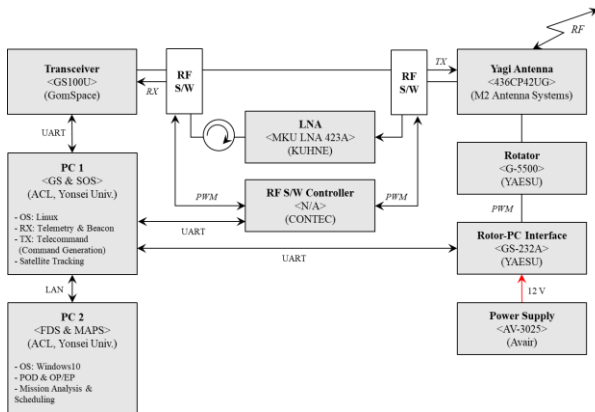 RF
Transceiver
<GS100U>
(GomSpace)
RX
RF
S/W
RF
S/W
TX
Yagi Antenna
<436CP42UG>
(M2 Antenna Systems)
LNA
<MKU LNA 423A>
(KUHNE)
UART
PC 1
<GS & SOS>
(ACL, Yonsei Univ.)
- OS: Linux
- RX: Telemetry & Beacon
- TX: Telecommand
(Command Generation)
- Satellite Tracking
PWM
RF S/W Controller
<N/A>
(CONTEC)
PWM
Rotator
<G-5500>
(YAESU)
PWM
UART
UART
Rotor-PC Interface
<GS-232A>
(YAESU)
LAN
12 V
PC 2
<FDS & MAPS>
(ACL, Yonsei Univ.)
- OS: Windows10
- POD & OP/EP
- Mission Analysis &
Scheduling
Power Supply
<AV-3025>
(Avair)